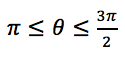 π ≤ θ ≤ 3π/2